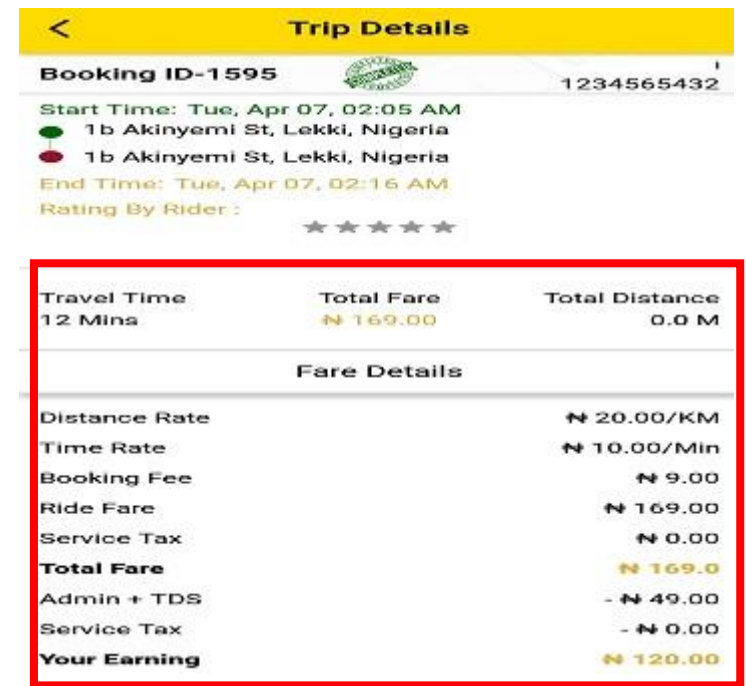 < Trip Details
Booking ID-1595 1234565432
Start Time: Tue, Apr 07, 02:05 AM
1b Akinyemi St, Lekki, Nigeria
1b Akinyemi St, Lekki, Nigeria
End Time: Tue, Apr 07, 02:16 AM
Rating By Rider :
Travel Time Total Fare Total Distance
12 Mins ₦ 169.00 0.0 M
Fare Details
Distance Rate ₦ 20.00/KM
Time Rate ₦ 10.00/Min
Booking Fee ₦ 9.00
Ride Fare ₦ 169.00
Service Tax ₦ 0.00
Total Fare ₦ 169.0
Admin + TDS - ₦ 49.00
Service Tax - ₦ 0.00
Your Earning ₦ 120.00